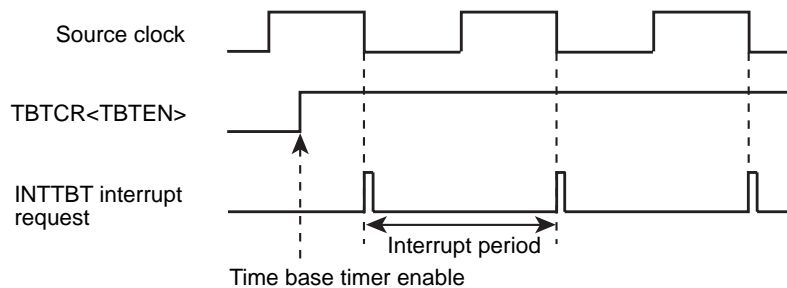 Source clock
TBTCR<TBTEN>
INTTBT interrupt
request
Interrupt period
Time base timer enable